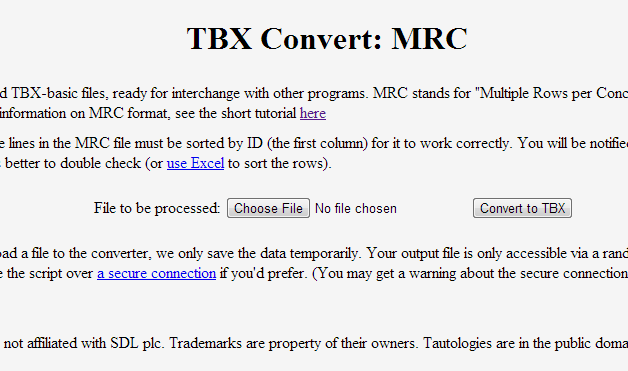 TBX Convert: MRC
d TBX-basic files, ready for interchange with other programs. MRC stands for "Multiple Rows per Conc
information on MRC format, see the short tutorial here
e lines in the MRC file must be sorted by ID (the first column) for it to work correctly. You will be notifie
s better to double check (or use Excel to sort the rows).
File to be processed: Choose File No file chosen Convert to TBX
oad a file to the converter, we only save the data temporarily. Your output file is only accessible via a rand
e the script over a secure connection if you'd prefer. (You may get a warning about the secure connection
not affiliated with SDL plc. Trademarks are property of their owners. Tautologies are in the public doma